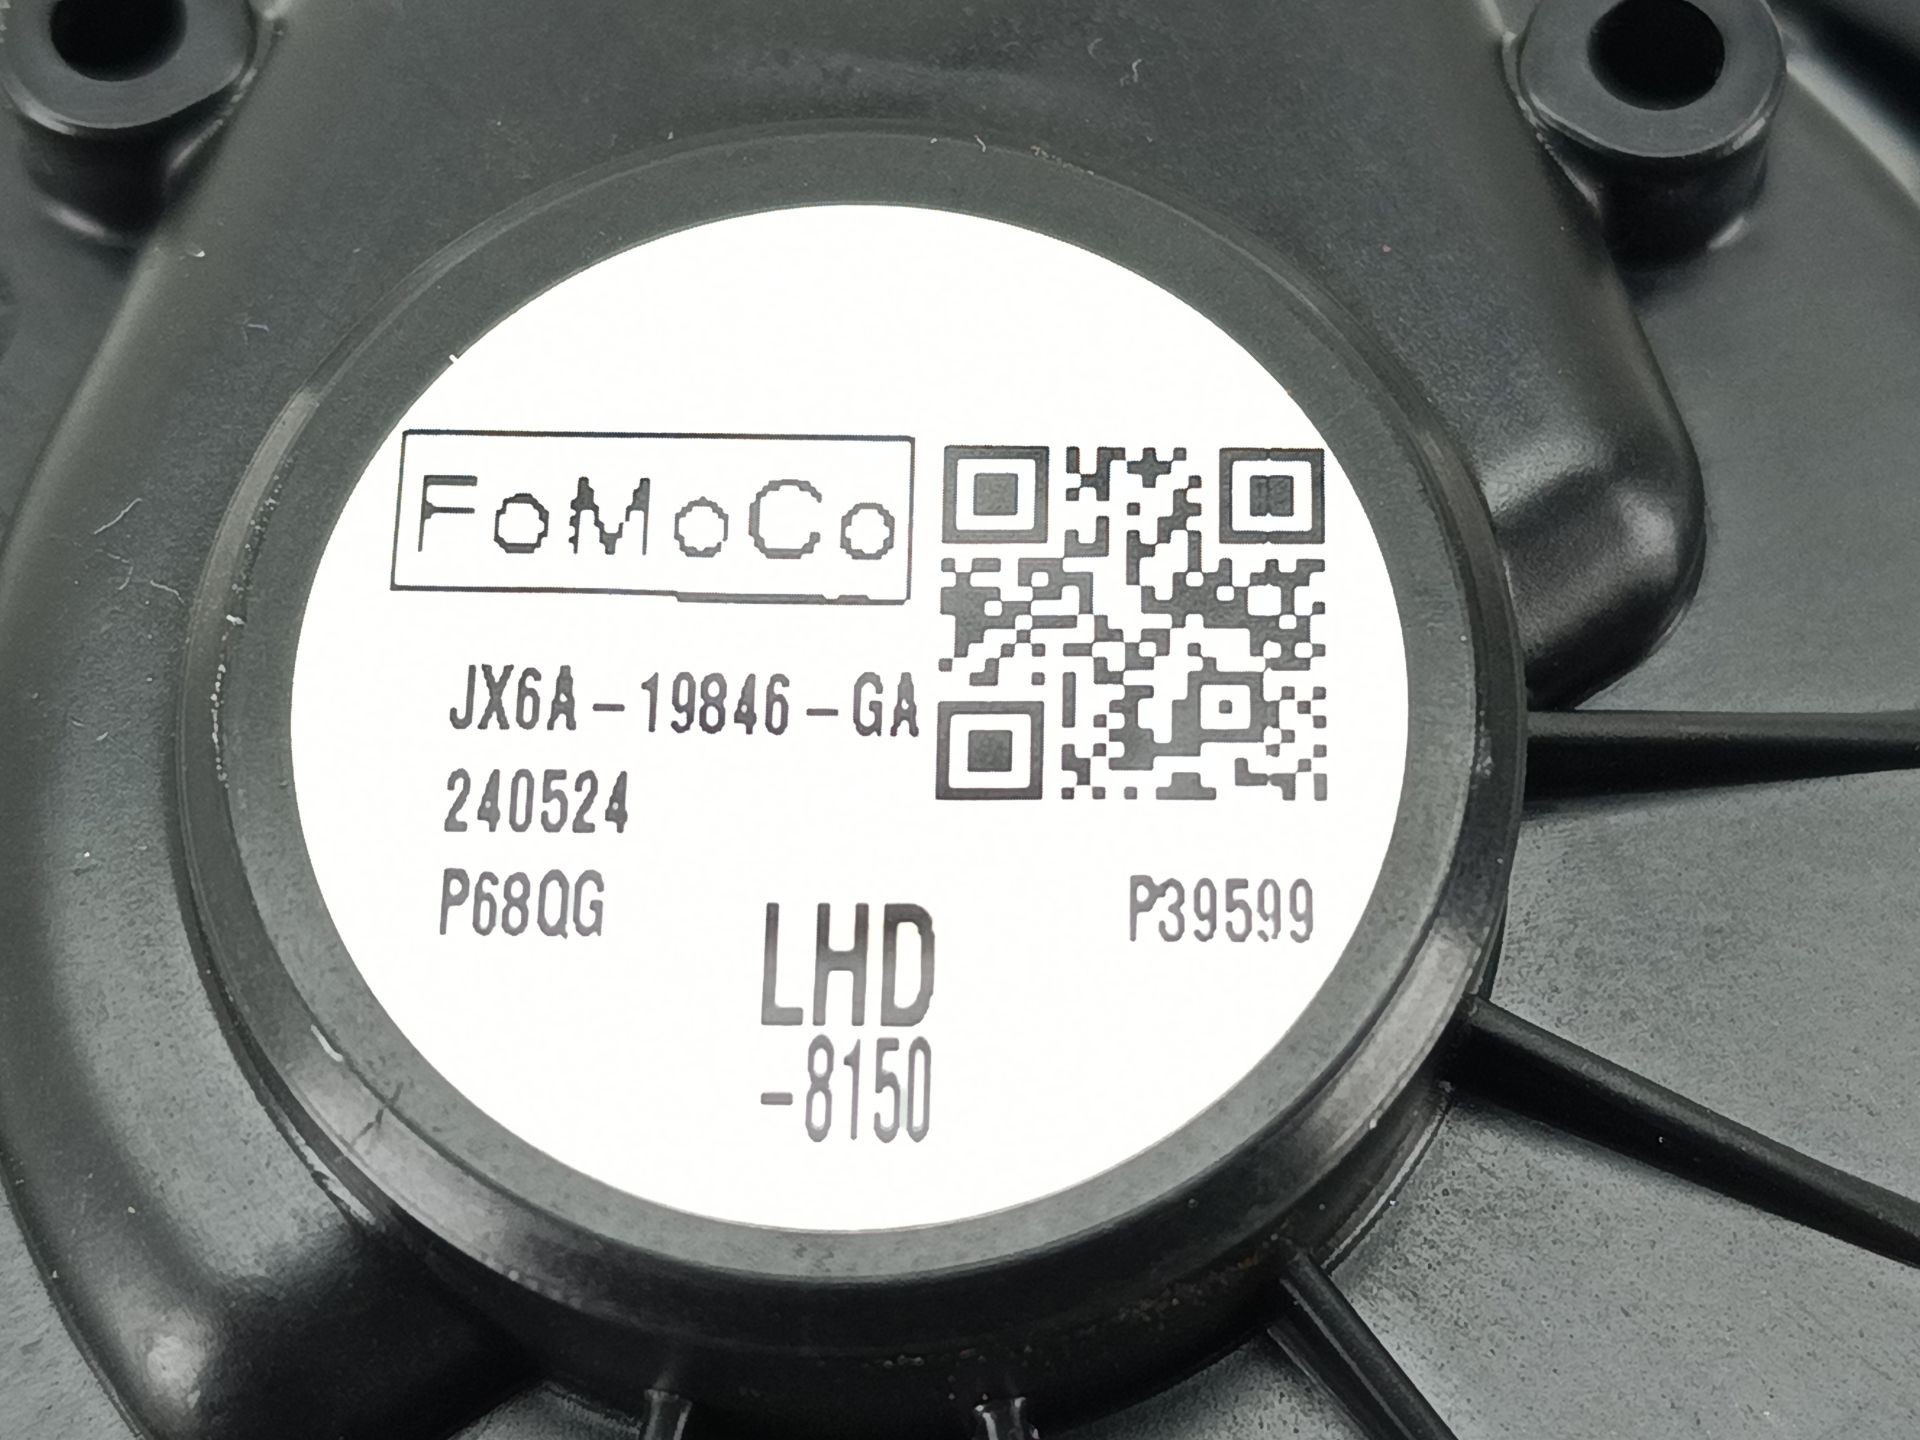 FoMoCo
JX6A-19846-GA
240524
P68QG
P39599
LHD
-8150